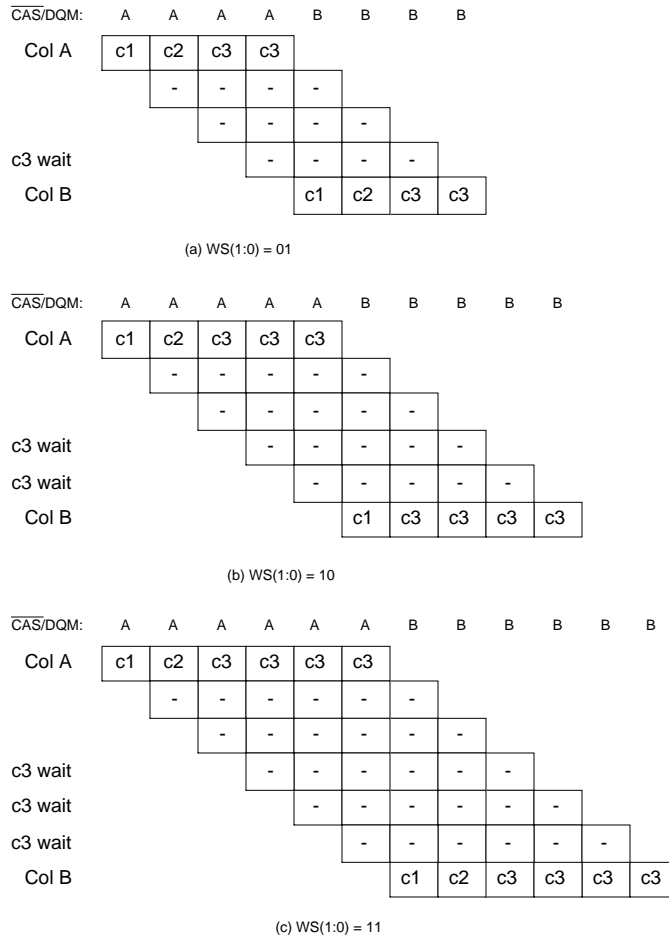 CAS/DQM: A A A A B B B B
Col A c1 c2 c3 c3
- - - -
- - - -
c3 wait - - - -
Col B c1 c2 c3 c3
(a) WS(1:0) = 01
CAS/DQM: A A A A A B B B B B
Col A c1 c2 c3 c3 c3
- - - - -
- - - - -
c3 wait - - - - -
c3 wait - - - - -
Col B c1 c3 c3 c3 c3
(b) WS(1:0) = 10
CAS/DQM: A A A A A A B B B B B B
Col A c1 c2 c3 c3 c3 c3
- - - - - -
- - - - - -
c3 wait - - - - - -
c3 wait - - - - - -
c3 wait - - - - - -
Col B c1 c2 c3 c3 c3 c3
(c) WS(1:0) = 11